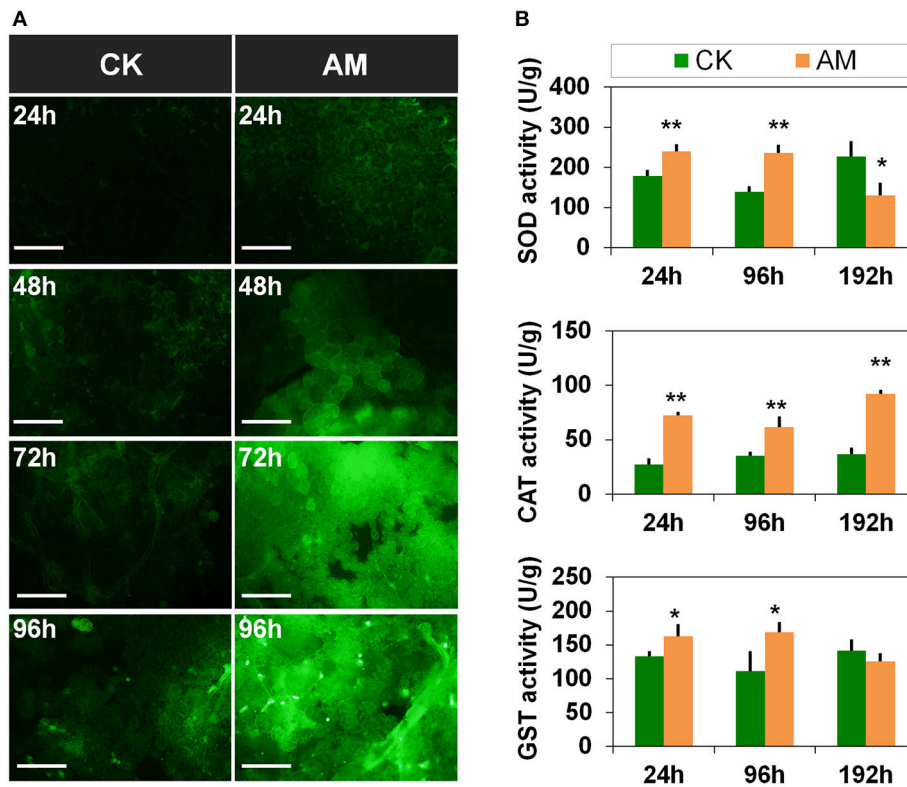 A
CK AM
24h 24h
48h 48h
72h 72h
96h 96h
B
CK AM
SOD activity (U/g)
400
300
200
100
0
** ** *
24h 96h 192h
CAT activity (U/g)
150
100
50
0
** ** **
24h 96h 192h
GST activity (U/g)
250
200
150
100
50
0
* *
24h 96h 192h